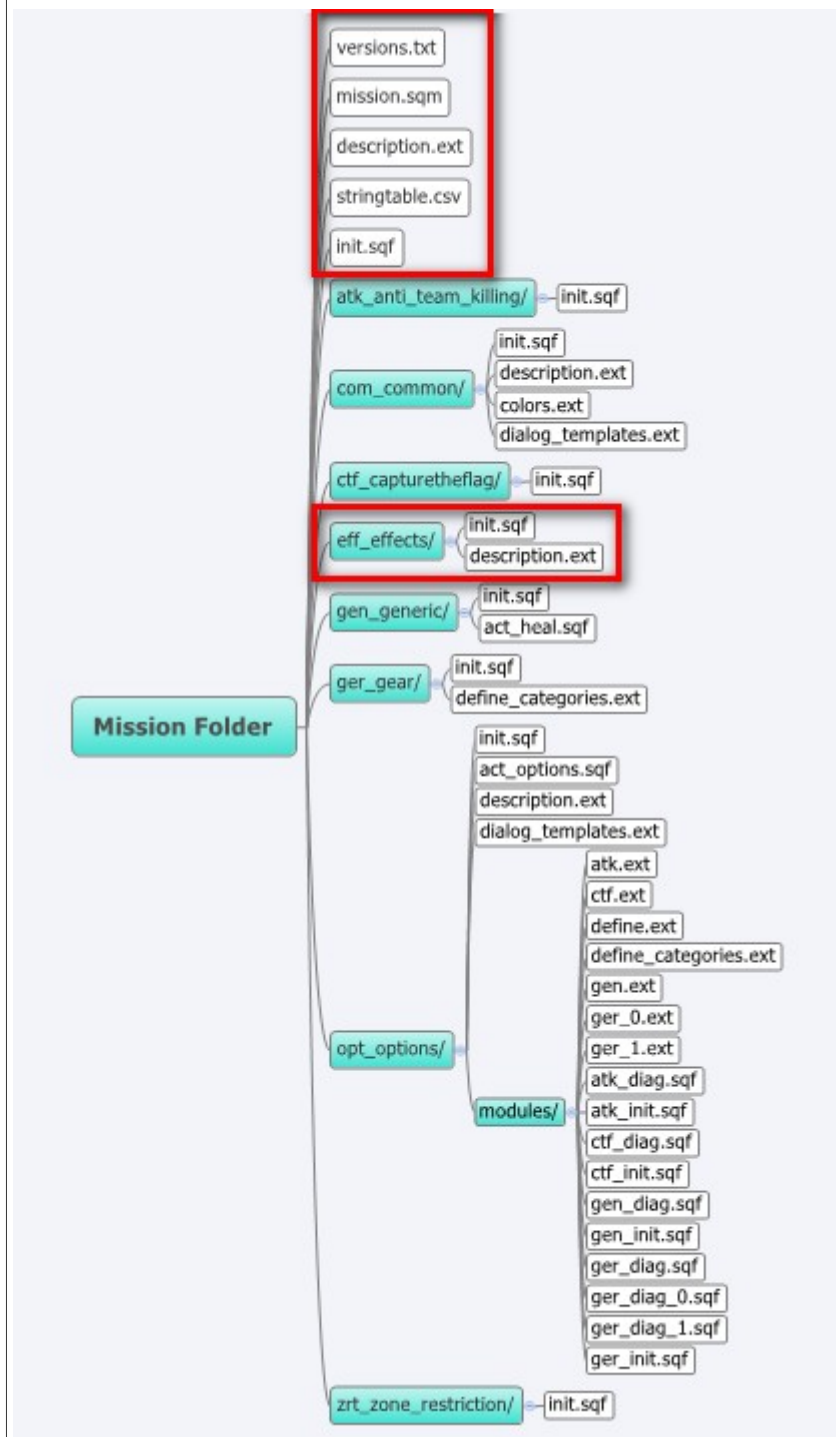 versions.txt
mission.sqm
description.ext
stringtable.csv
init.sqf
atk_anti_team_killing/
init.sqf
com_common/
init.sqf
description.ext
colors.ext
dialog_templates.ext
ctf_capturetheflag/
init.sqf
eff_effects/
init.sqf
description.ext
gen_generic/
init.sqf
act_heal.sqf
ger_gear/
init.sqf
define_categories.ext
Mission Folder
opt_options/
init.sqf
act_options.sqf
description.ext
dialog_templates.ext
modules/
atk.ext
ctf.ext
define.ext
define_categories.ext
gen.ext
ger_0.ext
ger_1.ext
atk_diag.sqf
atk_init.sqf
ctf_diag.sqf
ctf_init.sqf
gen_diag.sqf
gen_init.sqf
ger_diag.sqf
ger_diag_0.sqf
ger_diag_1.sqf
ger_init.sqf
zrt_zone_restriction/
init.sqf